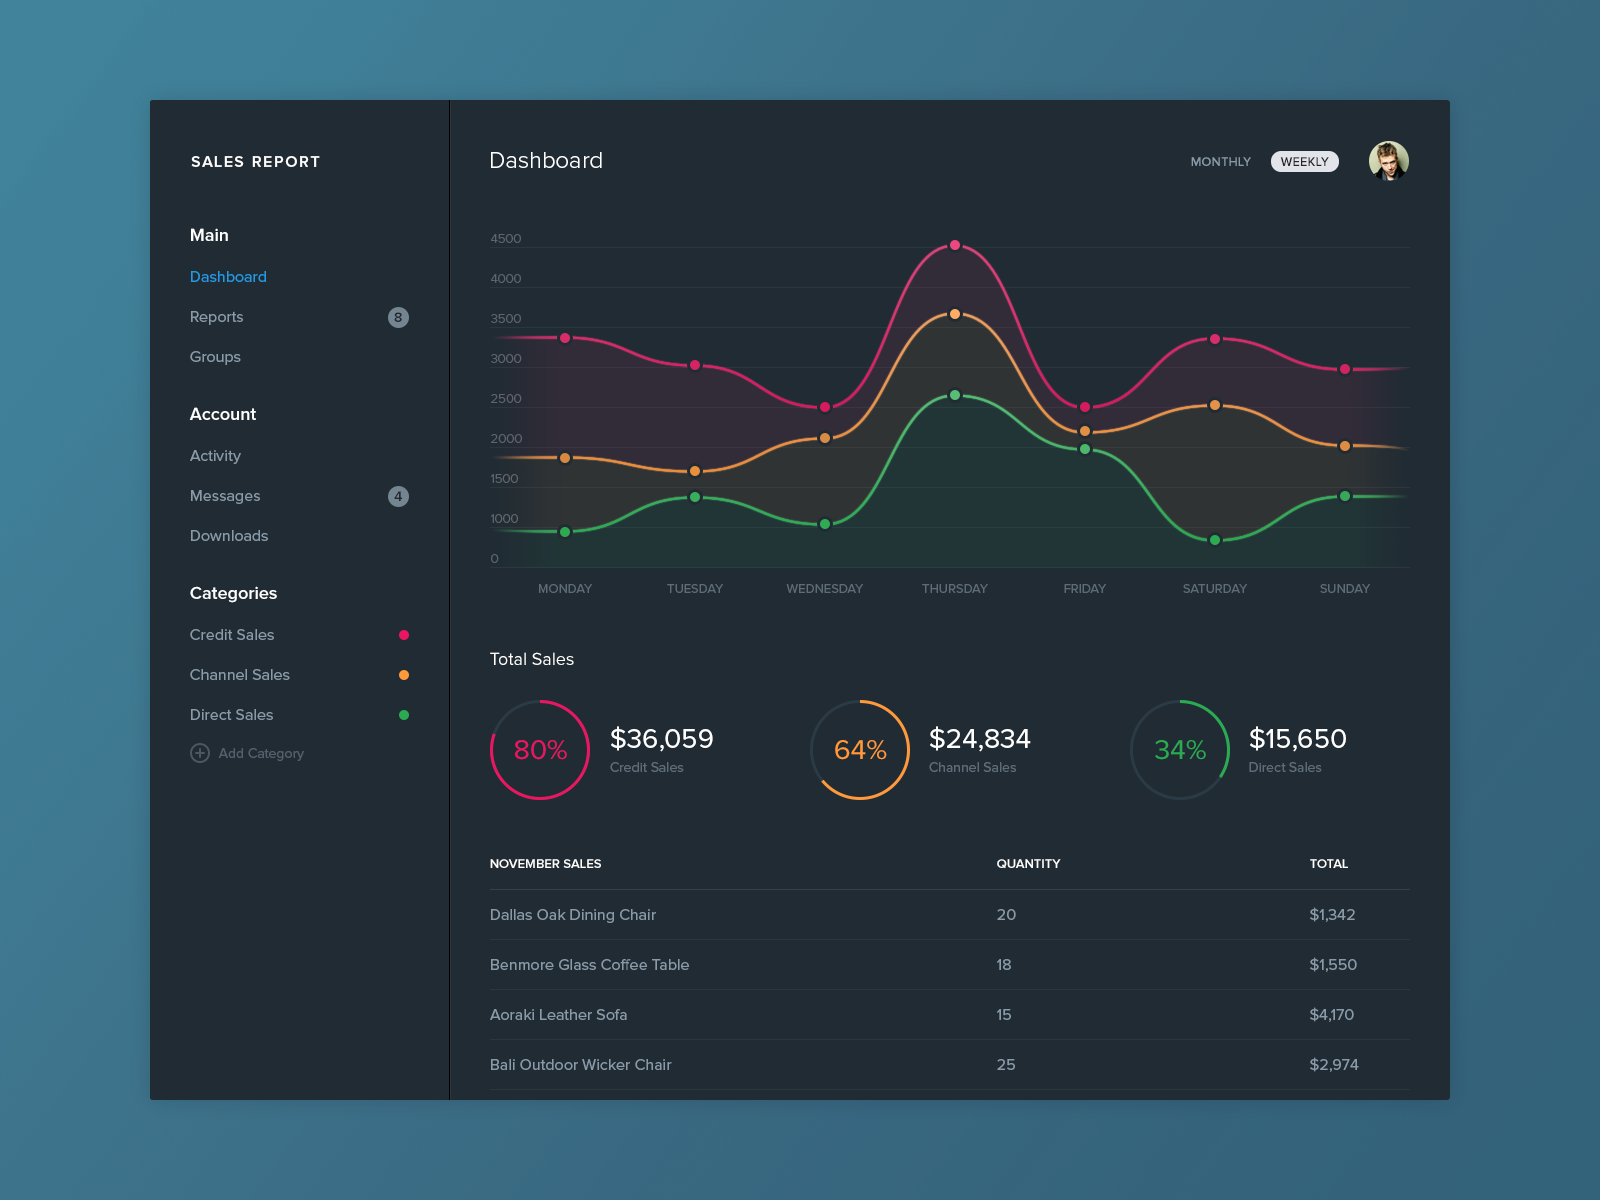 SALES REPORT
Main
Dashboard
Reports 8
Groups
Account
Activity
Messages 4
Downloads
Categories
Credit Sales
Channel Sales
Direct Sales
Add Category
Dashboard
MONTHLY WEEKLY
4500
4000
3500
3000
2500
2000
1500
1000
0
MONDAY TUESDAY WEDNESDAY THURSDAY FRIDAY SATURDAY SUNDAY
Total Sales
80% $36,059
Credit Sales
64% $24,834
Channel Sales
34% $15,650
Direct Sales
NOVEMBER SALES QUANTITY TOTAL
Dallas Oak Dining Chair 20 $1,342
Benmore Glass Coffee Table 18 $1,550
Aoraki Leather Sofa 15 $4,170
Bali Outdoor Wicker Chair 25 $2,974